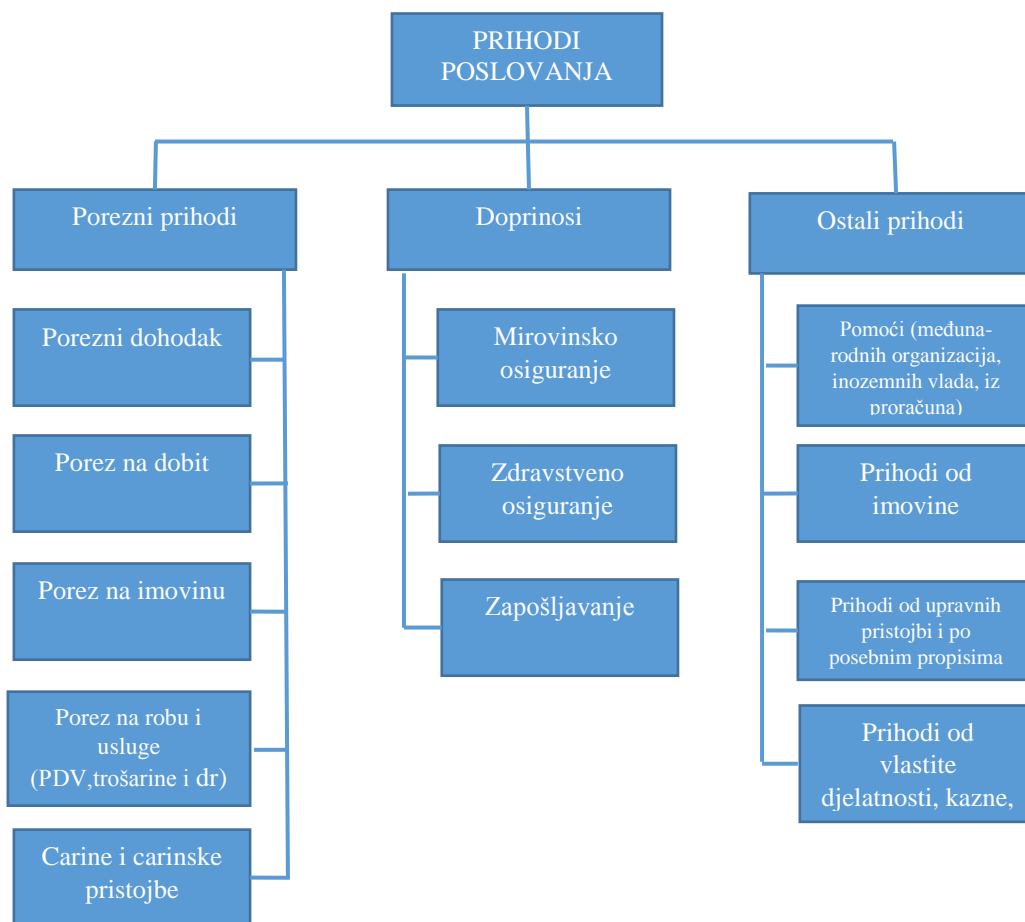 PRIHODI
POSLOVANJA
Porezni prihodi
Doprinosi
Ostali prihodi
Porezni dohodak
Porez na dobit
Porez na imovinu
Porez na robu i
usluge
(PDV,trošarine i dr)
Carine i carinske
pristojbe
Mirovinsko
osiguranje
Zdravstveno
osiguranje
Zapošljavanje
Pomoći (međuna-
rodnih organizacija,
inozemnih vlada, iz
proračuna)
Prihodi od
imovine
Prihodi od upravnih
pristojbi i po
posebnim propisima
Prihodi od
vlastite
djelatnosti, kazne,